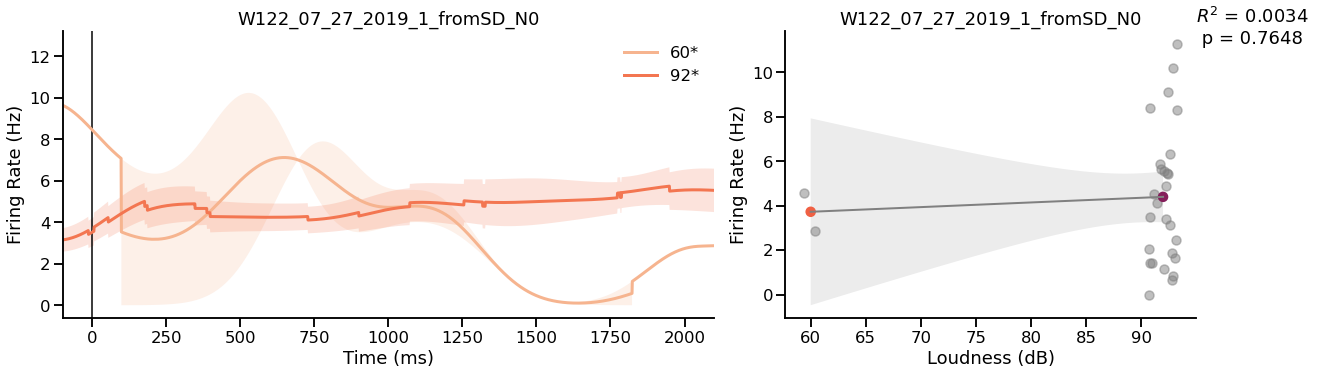 W122_07_27_2019_1_fromSD_N0
12
10
8
6
4
2
0
Firing Rate (Hz)
60*
92*
0 250 500 750 1000 1250 1500 1750 2000
Time (ms)
W122_07_27_2019_1_fromSD_N0
R² = 0.0034
p = 0.7648
10
8
6
4
2
0
Firing Rate (Hz)
60 65 70 75 80 85 90
Loudness (dB)